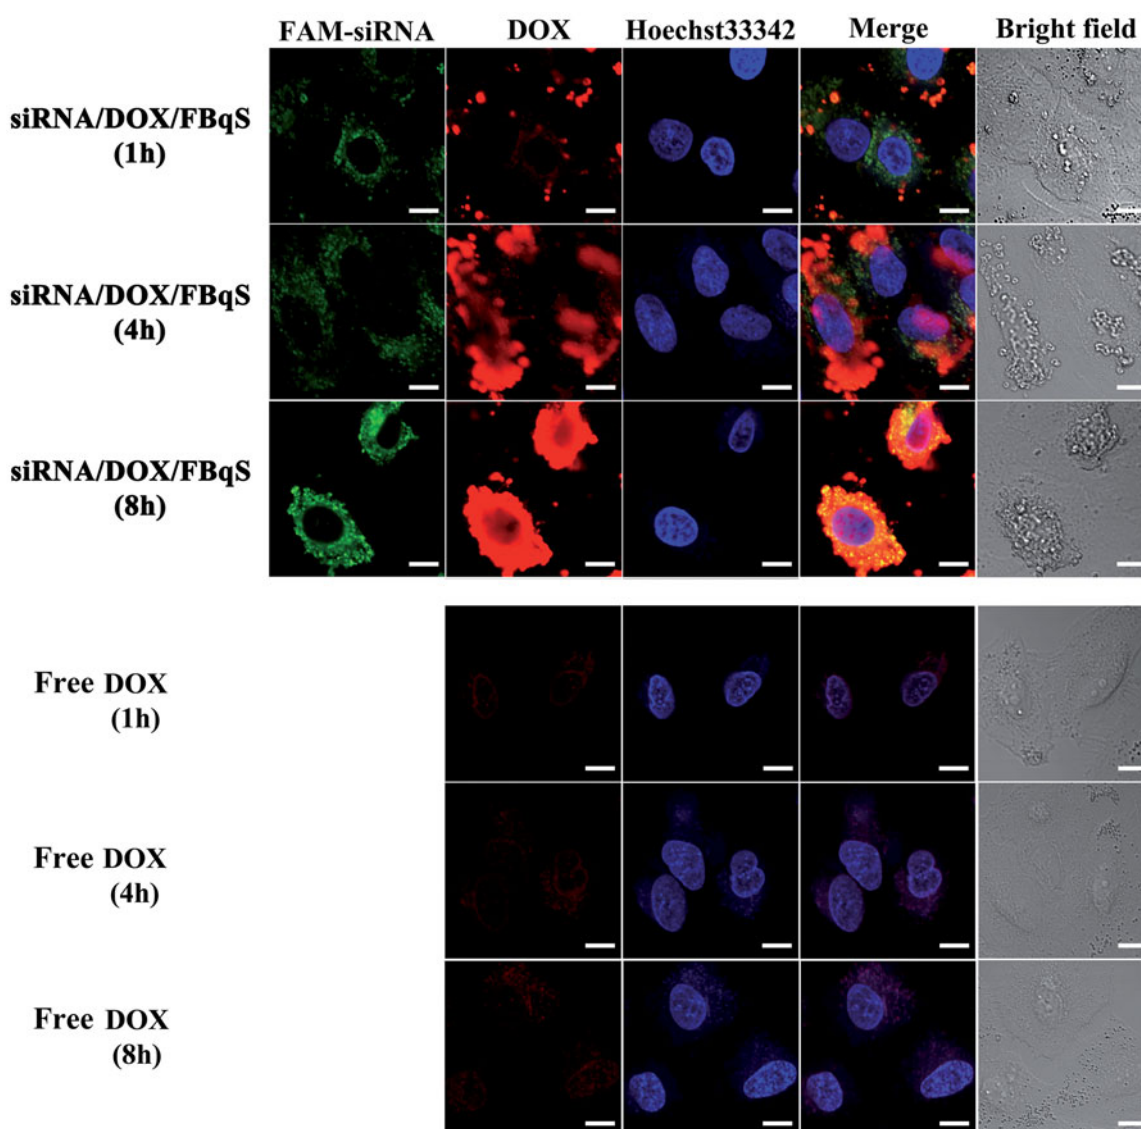 FAM-siRNA DOX Hoechst33342 Merge Bright field
siRNA/DOX/FBqS
(1h)
siRNA/DOX/FBqS
(4h)
siRNA/DOX/FBqS
(8h)
Free DOX
(1h)
Free DOX
(4h)
Free DOX
(8h)